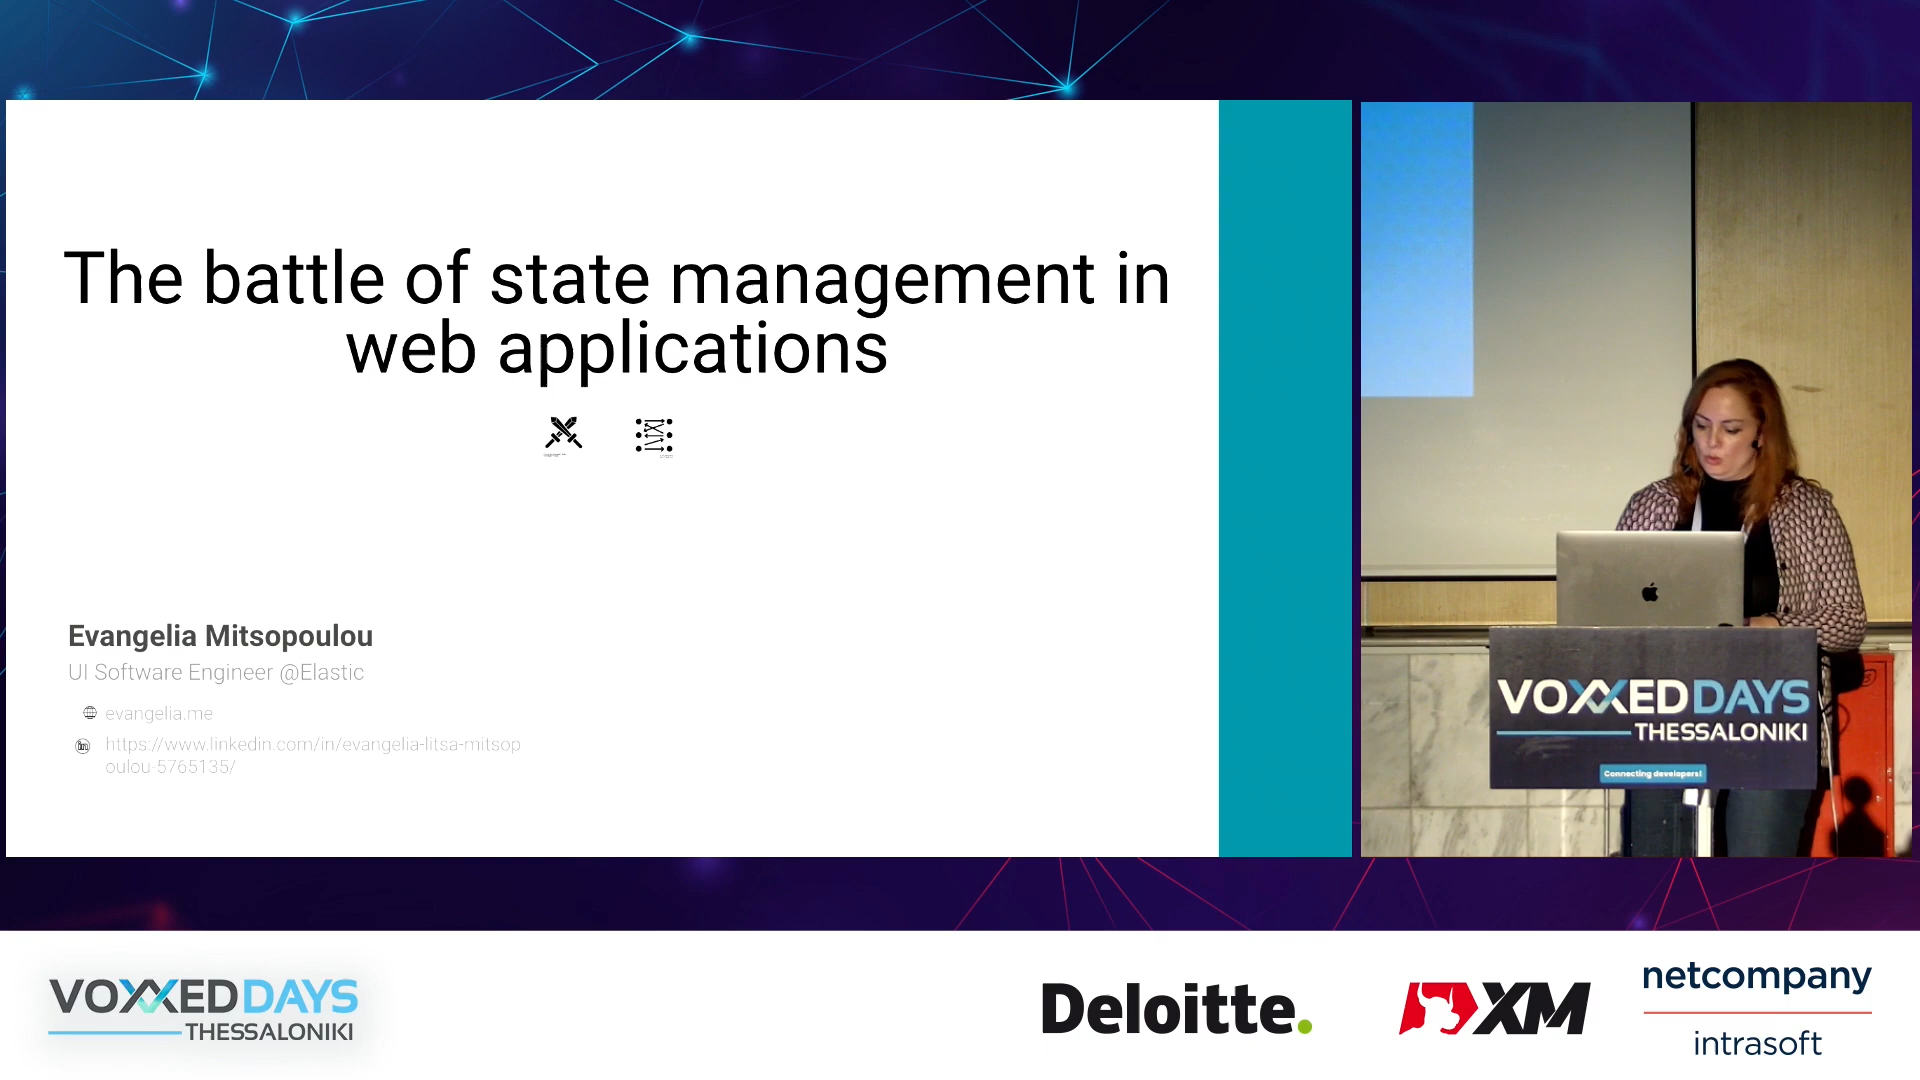 The battle of state management in
web applications
Evangelia Mitsopoulou
UI Software Engineer @Elastic
evangelia.me
https://www.linkedin.com/in/evangelia-litsa-mitsop
oulou-5765135/
VOXXED DAYS
THESSALONIKI
Connecting developers!
VOXXED DAYS
THESSALONIKI
Deloitte.
XM
netcompany
intrasoft